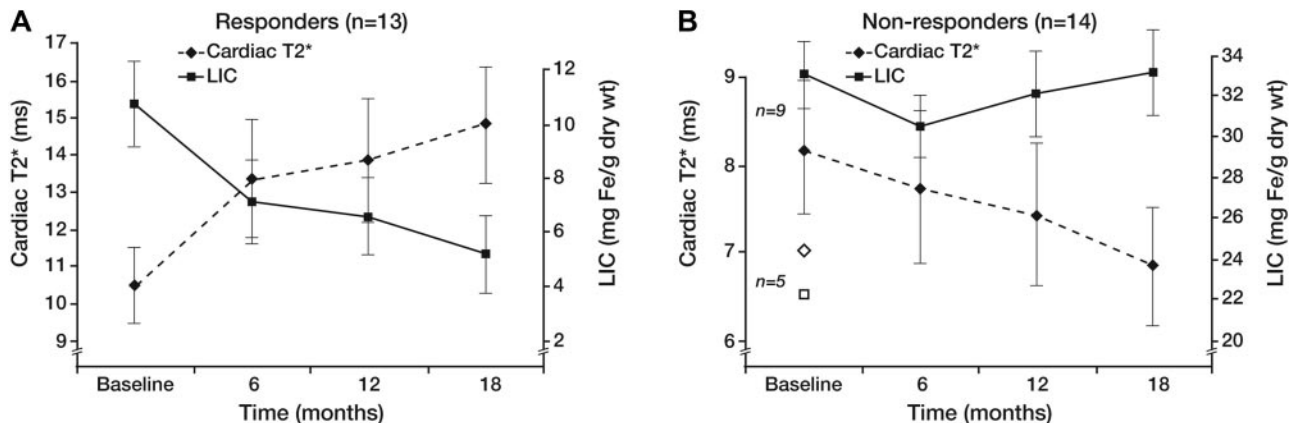 A
Responders (n=13)
Cardiac T2*
LIC
Cardiac T2* (ms)
17
16
15
14
13
12
11
10
9
LIC (mg Fe/g dry wt)
12
10
8
6
4
2
Baseline 6 12 18
Time (months)
B
Non-responders (n=14)
Cardiac T2*
LIC
Cardiac T2* (ms)
9
8
7
6
n=9
n=5
LIC (mg Fe/g dry wt)
34
32
30
28
26
24
22
20
Baseline 6 12 18
Time (months)